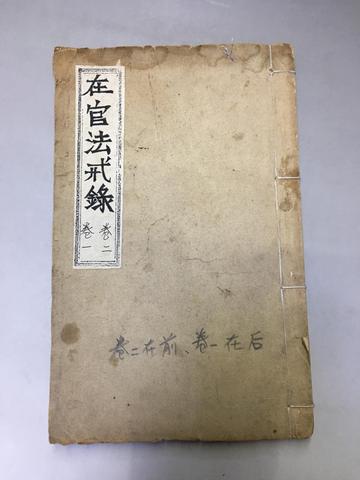 在官法戒錄
卷一
卷二
卷二在前、卷一在后